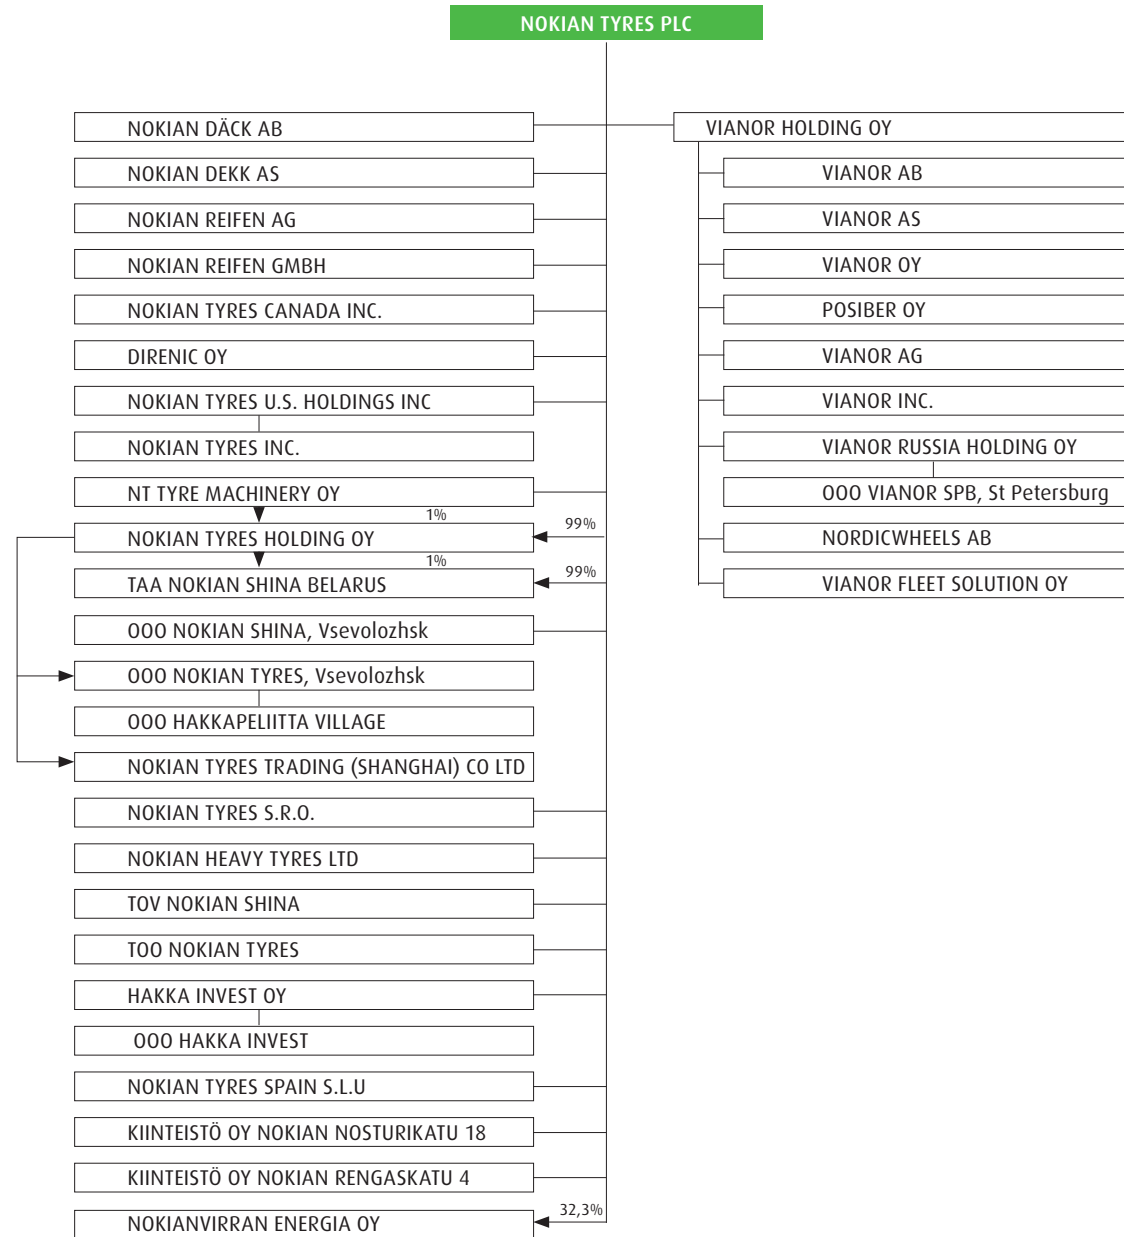 NOKIAN TYRES PLC
NOKIAN DÄCK AB
NOKIAN DEKK AS
NOKIAN REIFEN AG
NOKIAN REIFEN GMBH
NOKIAN TYRES CANADA INC.
DIRENIC OY
NOKIAN TYRES U.S. HOLDINGS INC
NOKIAN TYRES INC.
NT TYRE MACHINERY OY
1%
NOKIAN TYRES HOLDING OY
99%
1%
TAA NOKIAN SHINA BELARUS
99%
OOO NOKIAN SHINA, Vsevolozhsk
OOO NOKIAN TYRES, Vsevolozhsk
OOO HAKKAPELIITTA VILLAGE
NOKIAN TYRES TRADING (SHANGHAI) CO LTD
NOKIAN TYRES S.R.O.
NOKIAN HEAVY TYRES LTD
TOV NOKIAN SHINA
TOO NOKIAN TYRES
HAKKA INVEST OY
OOO HAKKA INVEST
NOKIAN TYRES SPAIN S.L.U
KIINTEISTÖ OY NOKIAN NOSTURIKATU 18
KIINTEISTÖ OY NOKIAN RENGASKATU 4
32,3%
NOKIANVIRRAN ENERGIA OY
VIANOR HOLDING OY
VIANOR AB
VIANOR AS
VIANOR OY
POSIBER OY
VIANOR AG
VIANOR INC.
VIANOR RUSSIA HOLDING OY
OOO VIANOR SPB, St Petersburg
NORDICWHEELS AB
VIANOR FLEET SOLUTION OY